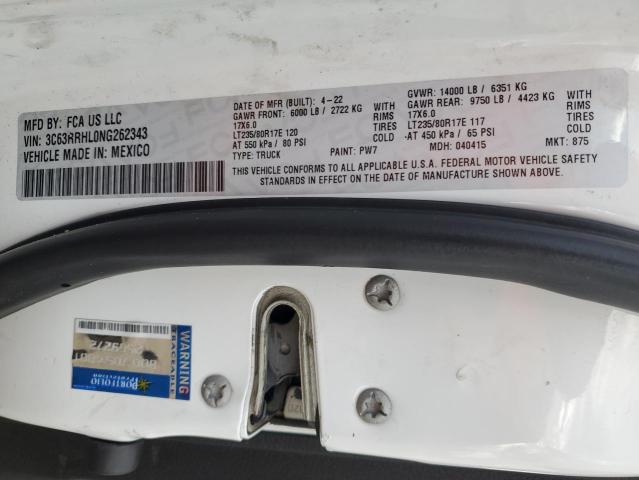 MFD BY: FCA US LLC
VIN: 3C63RRHL0NG262343
VEHICLE MADE IN: MEXICO
DATE OF MFR (BUILT): 4-22
GAWR FRONT: 6000 LB / 2722 KG
17X6.0
LT235/80R17E 120
AT 550 kPa / 80 PSI
TYPE: TRUCK
WITH
TIRES
RIMS
COLD
PAINT: PW7
GVWR: 14000 LB / 6351 KG
GAWR REAR: 9750 LB / 4423 KG
17X6.0
LT235/80R17E 117
AT 450 kPa / 65 PSI
MDH: 040415
WITH
TIRES
RIMS
COLD
MKT: 875
THIS VEHICLE CONFORMS TO ALL APPLICABLE U.S.A. FEDERAL MOTOR VEHICLE SAFETY
STANDARDS IN EFFECT ON THE DATE OF MANUFACTURE SHOWN ABOVE.
WARNING
TRACEABLE
PORTFOLIO
Protection